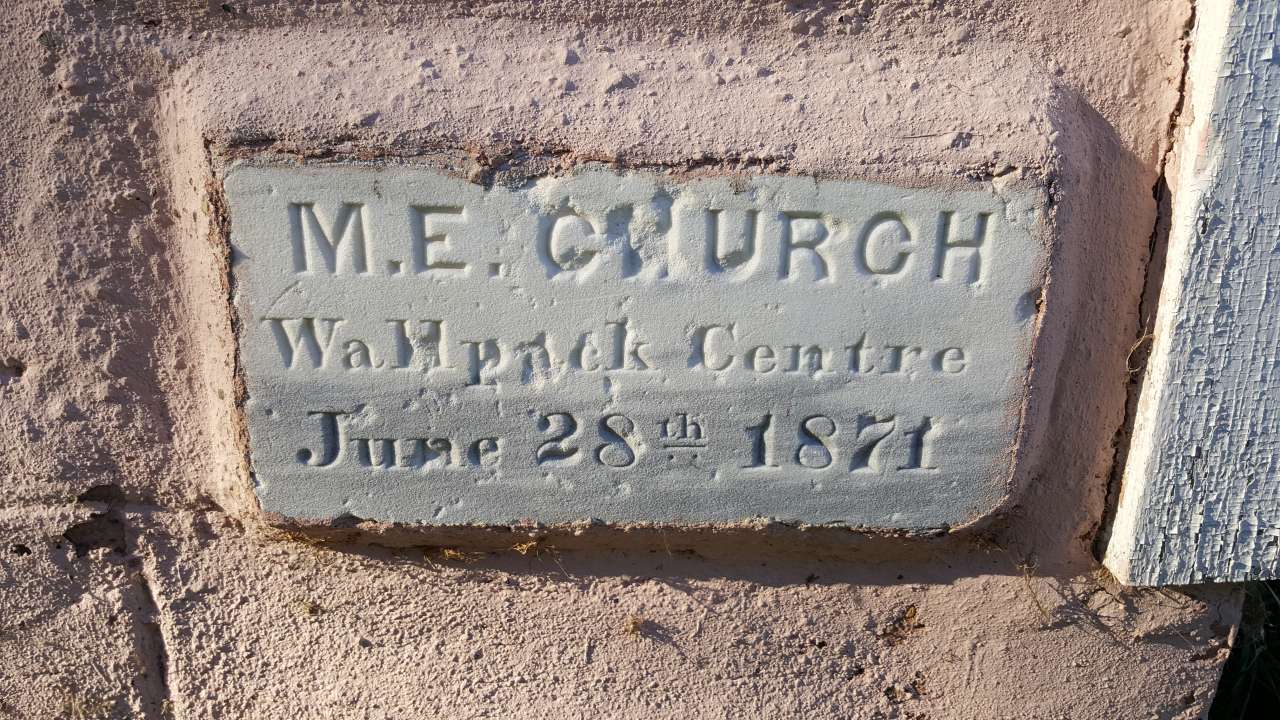 M.E. CHURCH
Wallpack Centre
June 28th 1871